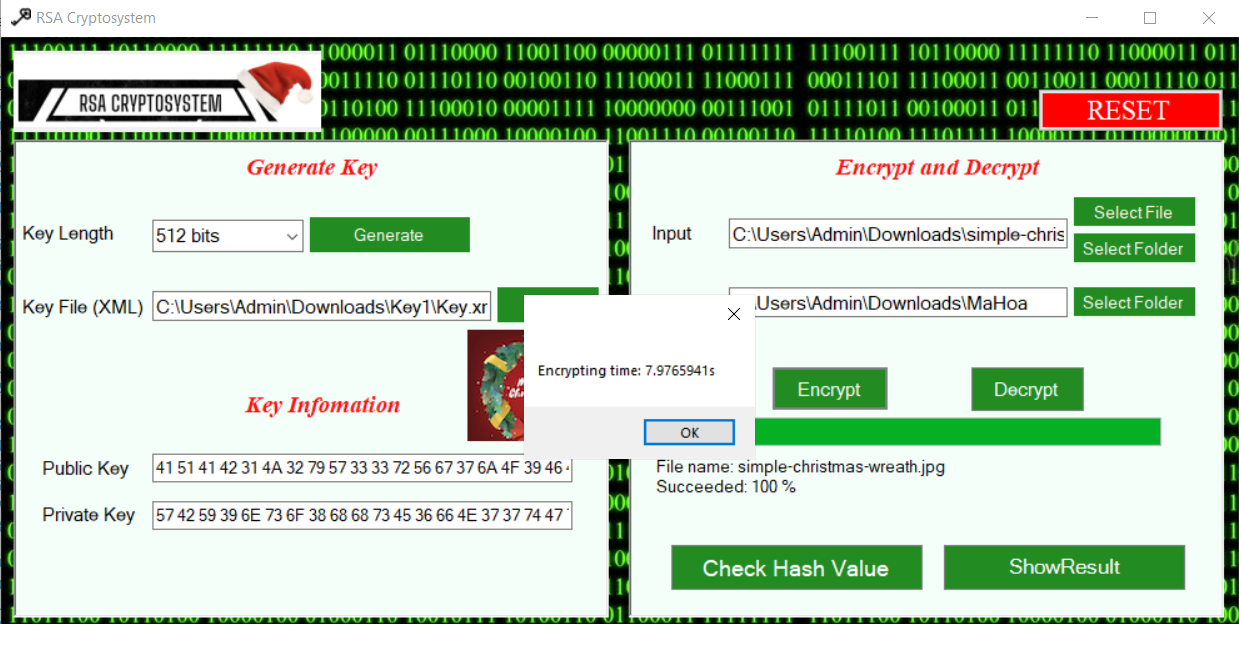 RSA Cryptosystem
RSA CRYPTOSYSTEM
RESET
Generate Key
Key Length
512 bits
Generate
Key File (XML)
C:\Users\Admin\Downloads\Key1\Key.xr
Key Infomation
Public Key
41 51 41 42 31 4A 32 79 57 33 33 72 56 67 37 6A 4F 39 46
Private Key
57 42 59 39 6E 73 6F 38 68 68 73 45 36 66 4E 37 37 74 47
Encrypt and Decrypt
Input
C:\Users\Admin\Downloads\simple-chris
Select File
Select Folder
\Users\Admin\Downloads\MaHoa
Select Folder
Encrypting time: 7.9765941s
OK
Encrypt
Decrypt
File name: simple-christmas-wreath.jpg
Succeeded: 100 %
Check Hash Value
ShowResult